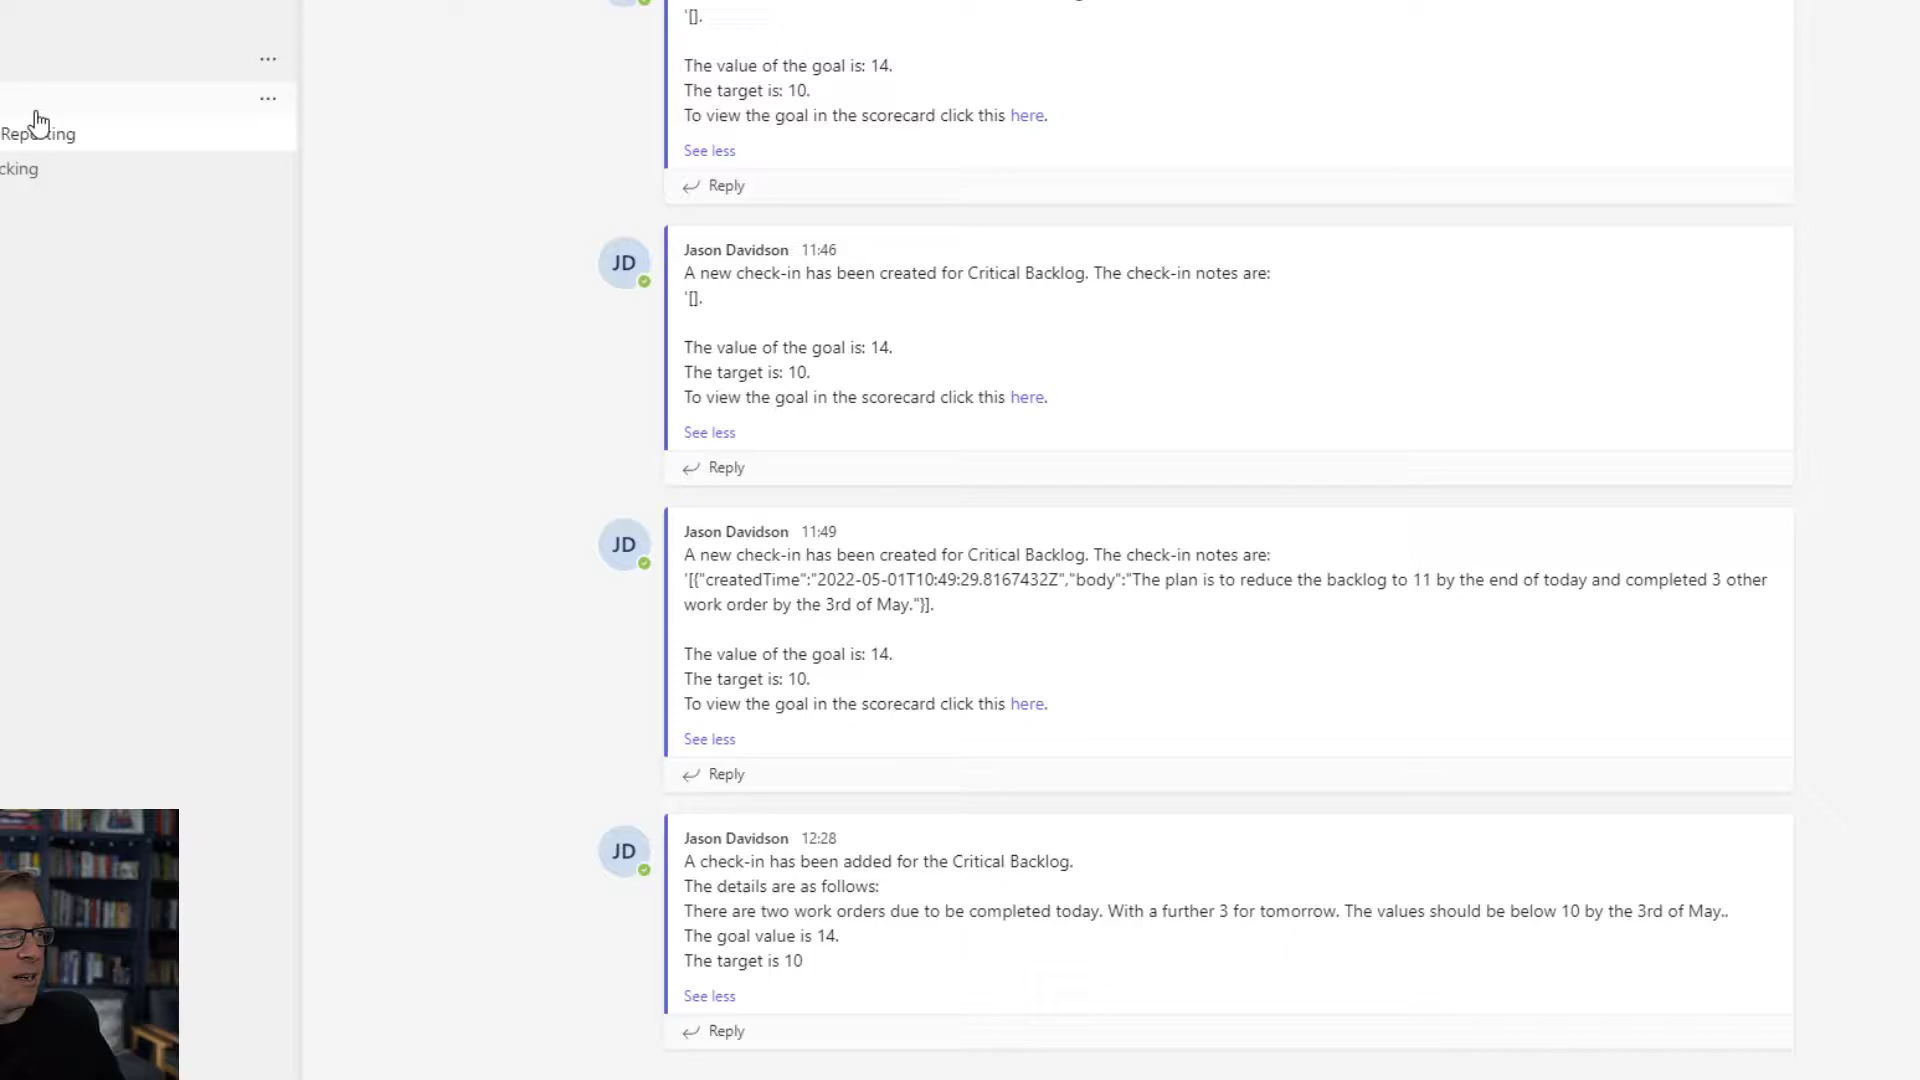 ...
...
Reporting
cking
'[].
The value of the goal is: 14.
The target is: 10.
To view the goal in the scorecard click this here.
See less
Reply
JD
Jason Davidson 11:46
A new check-in has been created for Critical Backlog. The check-in notes are:
'[].
The value of the goal is: 14.
The target is: 10.
To view the goal in the scorecard click this here.
See less
Reply
JD
Jason Davidson 11:49
A new check-in has been created for Critical Backlog. The check-in notes are:
'[{"createdTime":"2022-05-01T10:49:29.8167432Z","body":"The plan is to reduce the backlog to 11 by the end of today and completed 3 other
work order by the 3rd of May."}].
The value of the goal is: 14.
The target is: 10.
To view the goal in the scorecard click this here.
See less
Reply
JD
Jason Davidson 12:28
A check-in has been added for the Critical Backlog.
The details are as follows:
There are two work orders due to be completed today. With a further 3 for tomorrow. The values should be below 10 by the 3rd of May..
The goal value is 14.
The target is 10
See less
Reply